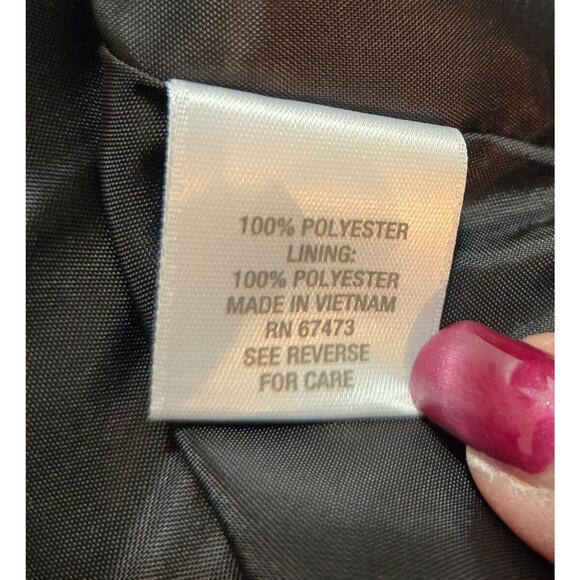 100% POLYESTER
LINING:
100% POLYESTER
MADE IN VIETNAM
RN 67473
SEE REVERSE
FOR CARE